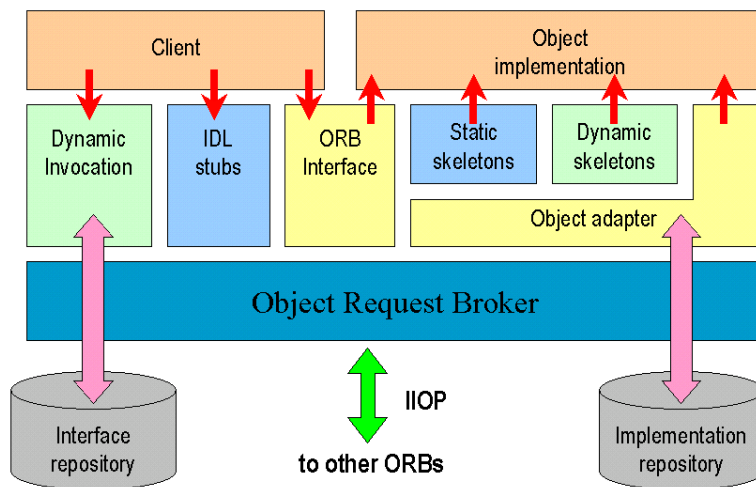 Client
Object
implementation
Dynamic
Invocation
IDL
stubs
ORB
Interface
Static
skeletons
Dynamic
skeletons
Object adapter
Object Request Broker
IIOP
to other ORBs
Interface
repository
Implementation
repository